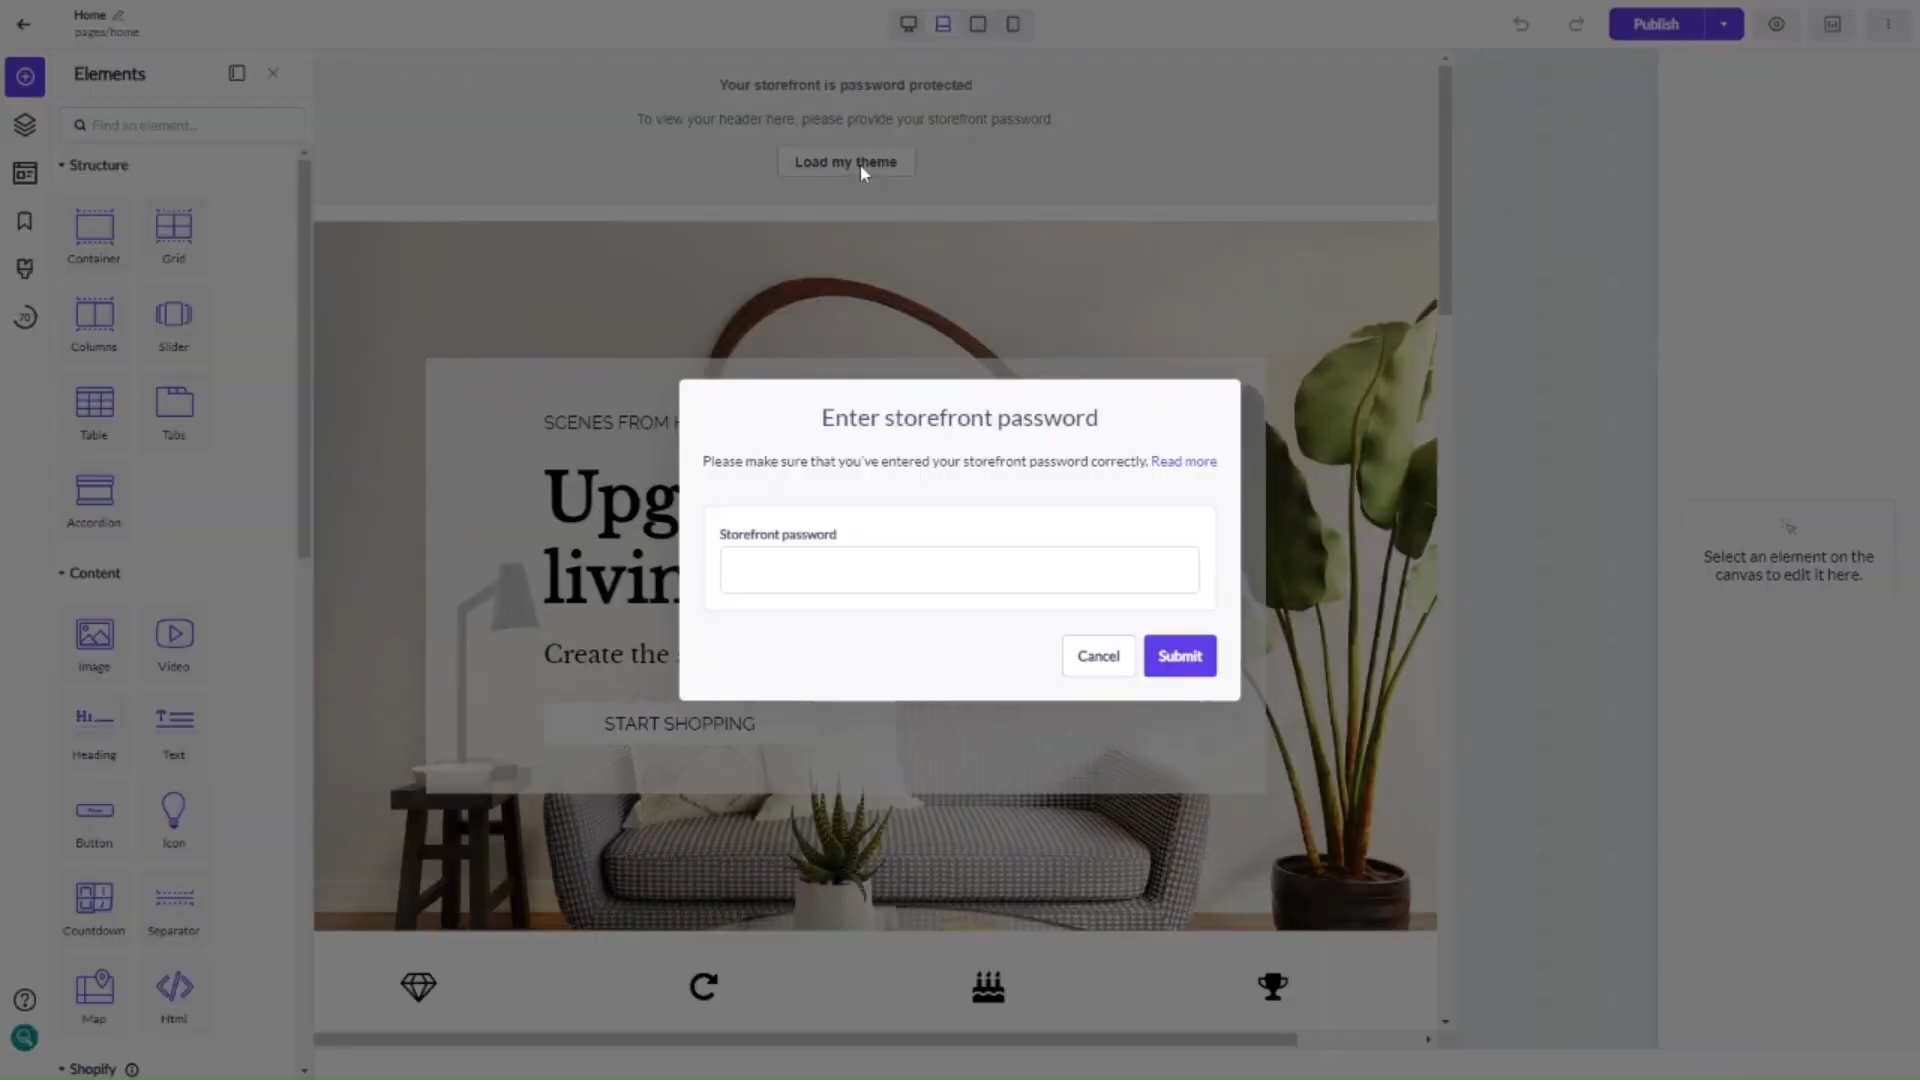 Home
pages/home
Publish
Elements
Find an element...
Structure
Container
Grid
Columns
Slider
Table
Tabs
Accordion
Content
Image
Video
Heading
Text
Button
Icon
Countdown
Separator
Map
Html
Shopify
70
Your storefront is password protected
To view your header here, please provide your storefront password
Load my theme
SCENES FROM
Upg
livin
Create the
START SHOPPING
Enter storefront password
Please make sure that you've entered your storefront password correctly. Read more
Storefront password
Cancel
Submit
Select an element on the
canvas to edit it here.